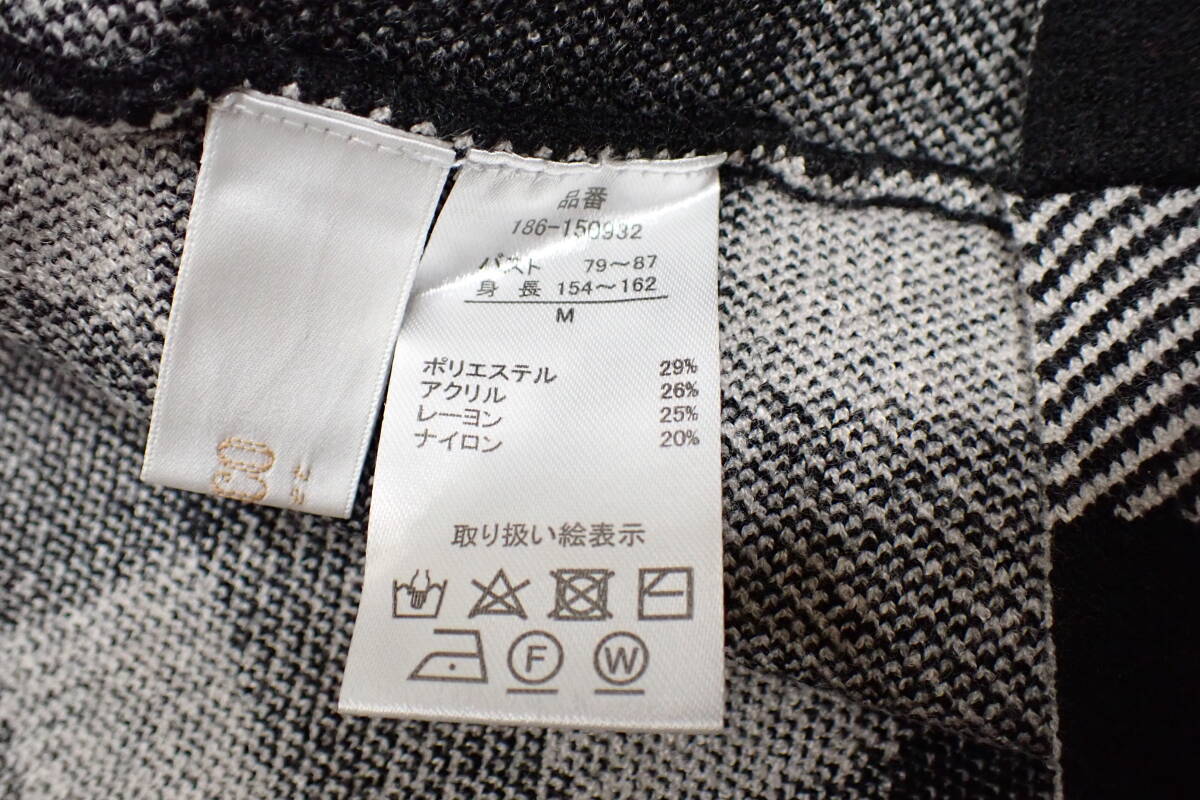 品番
186-150932
バスト 79～87
身長 154～162
M
ポリエステル 29%
アクリル 26%
レーヨン 25%
ナイロン 20%
取り扱い絵表示
F W